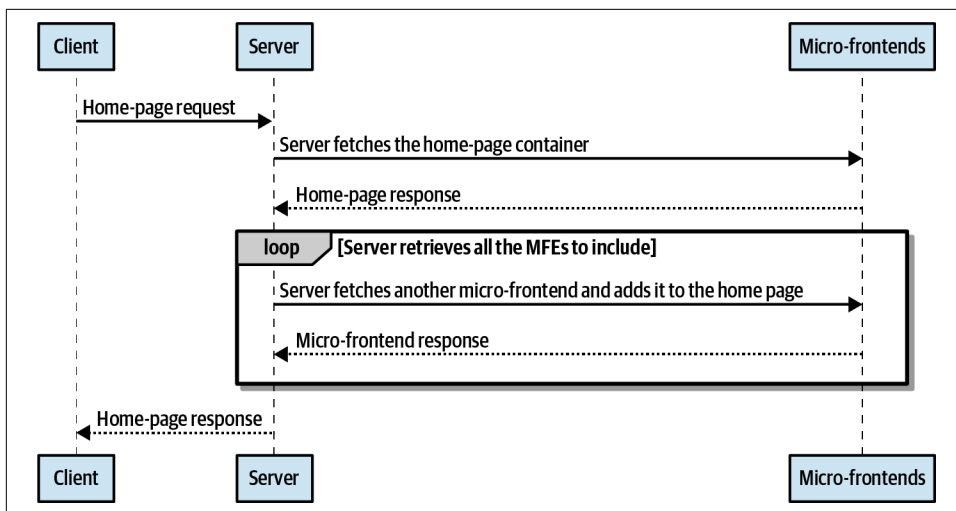 Client
Server
Micro-frontends
Home-page request
Server fetches the home-page container
Home-page response
loop
[Server retrieves all the MFEs to include]
Server fetches another micro-frontend and adds it to the home page
Micro-frontend response
Home-page response
Client
Server
Micro-frontends